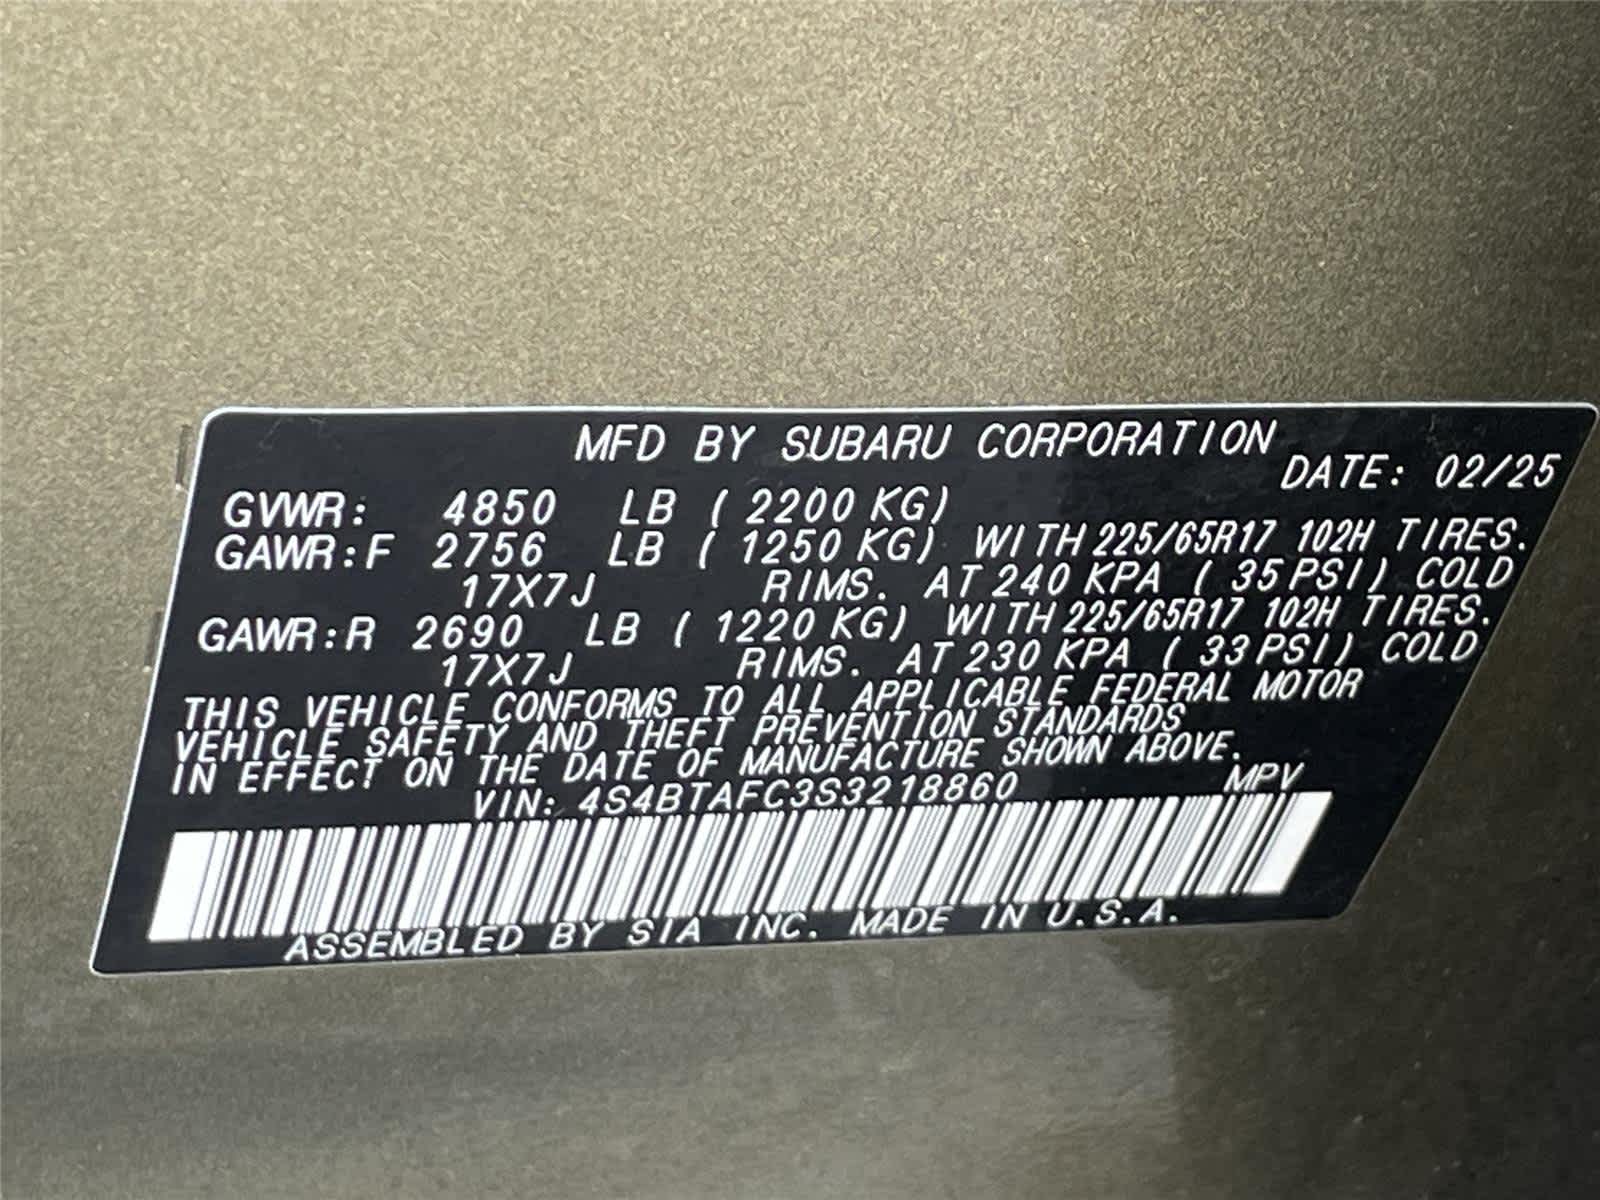 MFD BY SUBARU CORPORATION
DATE: 02/25
GVWR: 4850 LB ( 2200 KG)
GAWR:F 2756 LB ( 1250 KG) WITH 225/65R17 102H TIRES.
17X7J RIMS. AT 240 KPA ( 35 PSI) COLD
GAWR:R 2690 LB ( 1220 KG) WITH 225/65R17 102H TIRES.
17X7J RIMS. AT 230 KPA ( 33 PSI) COLD
THIS VEHICLE CONFORMS TO ALL APPLICABLE FEDERAL MOTOR
VEHICLE SAFETY AND THEFT PREVENTION STANDARDS
IN EFFECT ON THE DATE OF MANUFACTURE SHOWN ABOVE.
VIN: 4S4BTAFC3S3218860 MPV
ASSEMBLED BY SIA INC. MADE IN U.S.A.